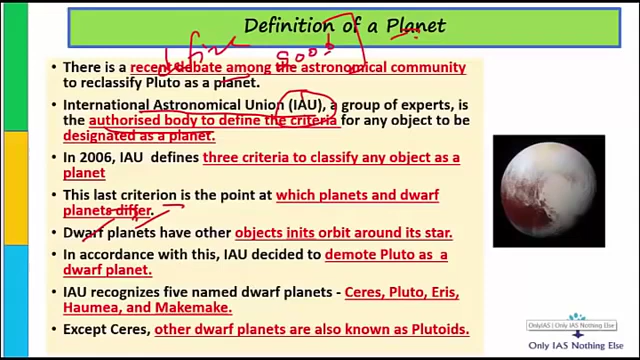 Definition of a Planet
define
good
There is a recent debate among the astronomical community
to reclassify Pluto as a planet.
International Astronomical Union (IAU), a group of experts, is
the authorised body to define the criteria for any object to be
designated as a planet.
In 2006, IAU defines three criteria to classify any object as a
planet
This last criterion is the point at which planets and dwarf
planets differ.
Dwarf planets have other objects inits orbit around its star.
In accordance with this, IAU decided to demote Pluto as a
dwarf planet.
IAU recognizes five named dwarf planets - Ceres, Pluto, Eris,
Haumea, and Makemake.
Except Ceres, other dwarf planets are also known as Plutoids.
OnlyIAS | Only IAS Nothing Else
Only IAS Nothing Else